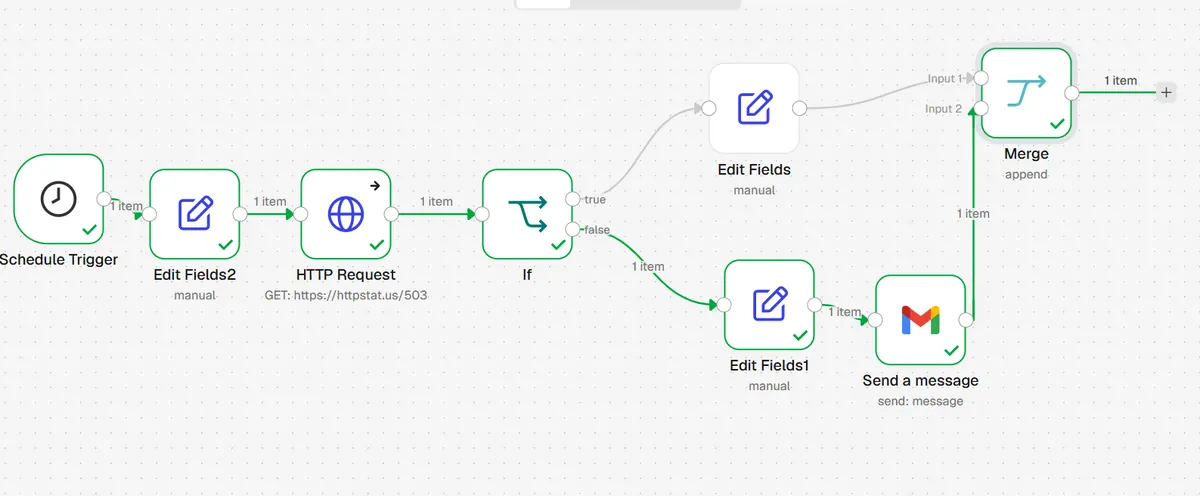 Schedule Trigger
1 item
Edit Fields2
manual
1 item
HTTP Request
GET: https://httpstat.us/503
1 item
If
true
false
Edit Fields
manual
1 item
Edit Fields1
manual
1 item
Send a message
send: message
1 item
Input 1
Input 2
Merge
append
1 item